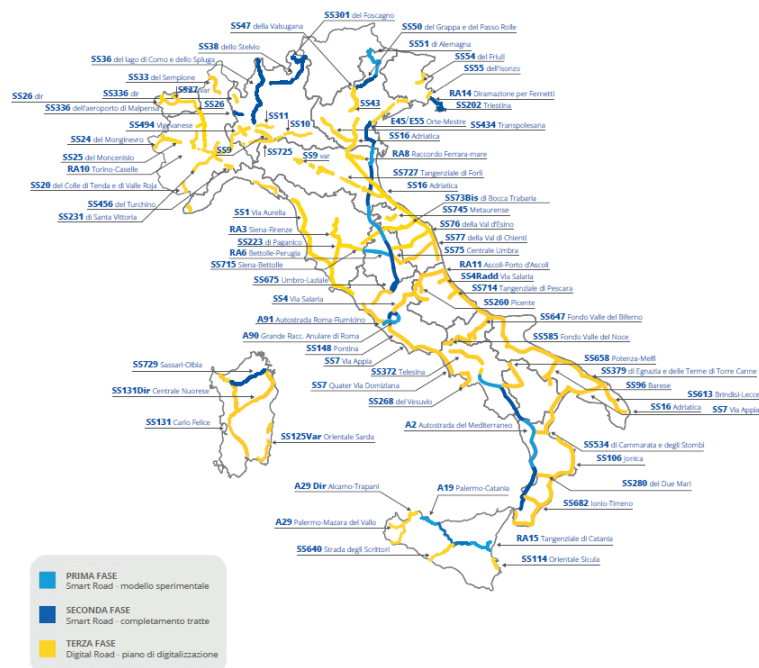 SS301 del Foscagno
SS47 della Valsugana
SS50 del Grappa e del Passo Rolle
SS38 dello Stelvio
SS51 di Alemagna
SS36 del lago di Como e dello Spluga
SS54 del Friuli
SS55 dell'Isonzo
SS33 del Sempione
SS26 dir
SS336 dir
SS337 var
RA14 Diramazione per Fernetti
SS202 Triestina
SS336 dell'aeroporto di Malpensa
SS26
SS43
SS11
SS10
E45/E55 Orte-Mestre
SS434 Transpolesana
SS494 Vigevanese
SS16 Adriatica
SS24 del Monginevro
SS9
SS725
SS9 var
RA8 Raccordo Ferrara-mare
SS25 del Moncenisio
RA10 Torino-Caselle
SS727 Tangenziale di Forlì
SS16 Adriatica
SS20 del Colle di Tenda e di Valle Roja
SS73Bis di Bocca Trabaria
SS456 del Turchino
SS745 Metaurense
SS231 di Santa Vittoria
SS1 Via Aurelia
SS76 della Val d'Esino
RA3 Siena-Firenze
SS77 della Val di Chienti
SS223 di Paganico
SS75 Centrale Umbra
RA6 Bettolle-Perugia
RA11 Ascoli-Porto d'Ascoli
SS715 Siena-Bettolle
SS4Radd Via Salaria
SS675 Umbro-Laziale
SS714 Tangenziale di Pescara
SS260 Picente
SS4 Via Salaria
SS647 Fondo Valle del Biferno
A91 Autostrada Roma-Fiumicino
SS585 Fondo Valle del Noce
A90 Grande Racc. Anulare di Roma
SS148 Pontina
SS658 Potenza-Melfi
SS7 Via Appia
SS379 di Egnazia e delle Terme di Torre Canne
SS729 Sassari-Olbia
SS372 Telesina
SS96 Barese
SS7 Quater Via Domiziana
SS613 Brindisi-Lecce
SS131Dir Centrale Nuorese
SS268 del Vesuvio
SS16 Adriatica
SS7 Via Appia
SS131 Carlo Felice
A2 Autostrada del Mediterraneo
SS125Var Orientale Sarda
SS534 di Cammarata e degli Stombi
SS106 Jonica
A29 Dir Alcamo-Trapani
A19 Palermo-Catania
SS280 dei Due Mari
SS682 Ionio-Tirreno
A29 Palermo-Mazara del Vallo
RA15 Tangenziale di Catania
SS640 Strada degli Scrittori
SS114 Orientale Sicula
PRIMA FASE
Smart Road - modello sperimentale
SECONDA FASE
Smart Road - completamento tratte
TERZA FASE
Digital Road - piano di digitalizzazione